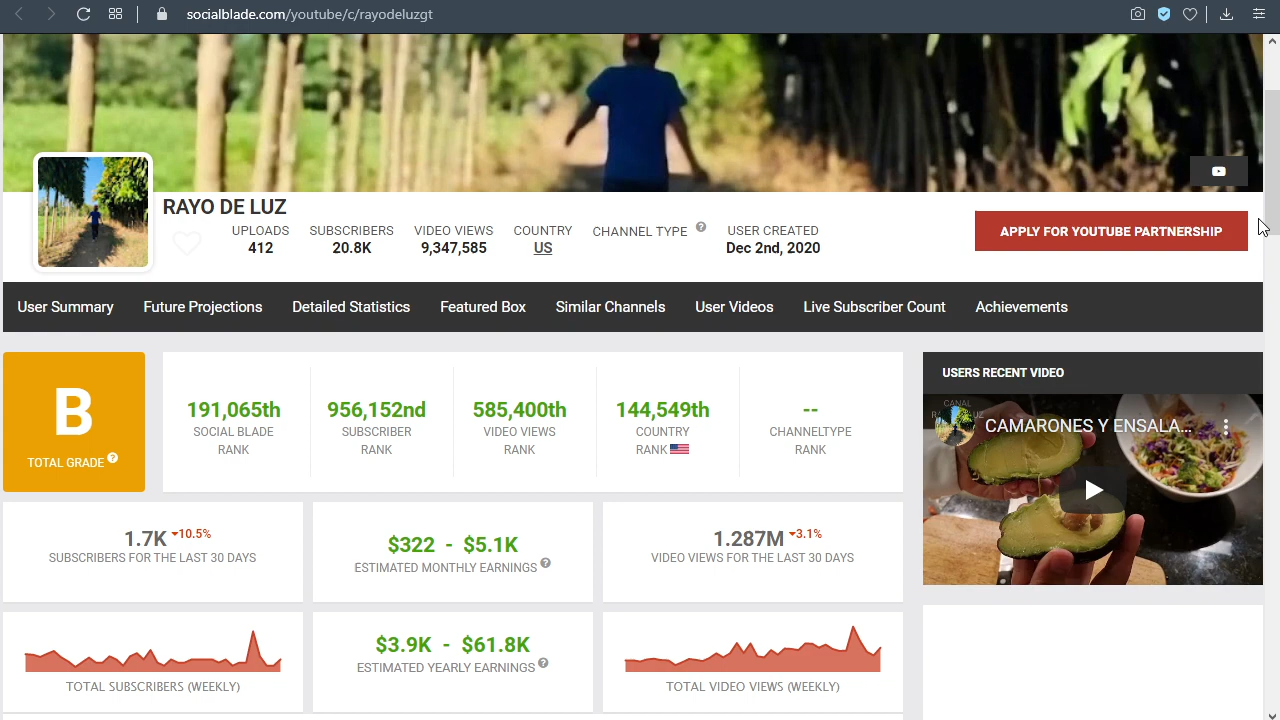 socialblade.com/youtube/c/rayodeluzgt
RAYO DE LUZ
UPLOADS
412
SUBSCRIBERS
20.8K
VIDEO VIEWS
9,347,585
COUNTRY
US
CHANNEL TYPE ?
USER CREATED
Dec 2nd, 2020
APPLY FOR YOUTUBE PARTNERSHIP
User Summary
Future Projections
Detailed Statistics
Featured Box
Similar Channels
User Videos
Live Subscriber Count
Achievements
B
TOTAL GRADE ?
191,065th
SOCIAL BLADE
RANK
956,152nd
SUBSCRIBER
RANK
585,400th
VIDEO VIEWS
RANK
144,549th
COUNTRY
RANK
--
CHANNELTYPE
RANK
USERS RECENT VIDEO
CANAL
CAMARONES Y ENSALA...
1.7K -10.5%
SUBSCRIBERS FOR THE LAST 30 DAYS
$322 - $5.1K
ESTIMATED MONTHLY EARNINGS ?
1.287M -3.1%
VIDEO VIEWS FOR THE LAST 30 DAYS
TOTAL SUBSCRIBERS (WEEKLY)
$3.9K - $61.8K
ESTIMATED YEARLY EARNINGS ?
TOTAL VIDEO VIEWS (WEEKLY)